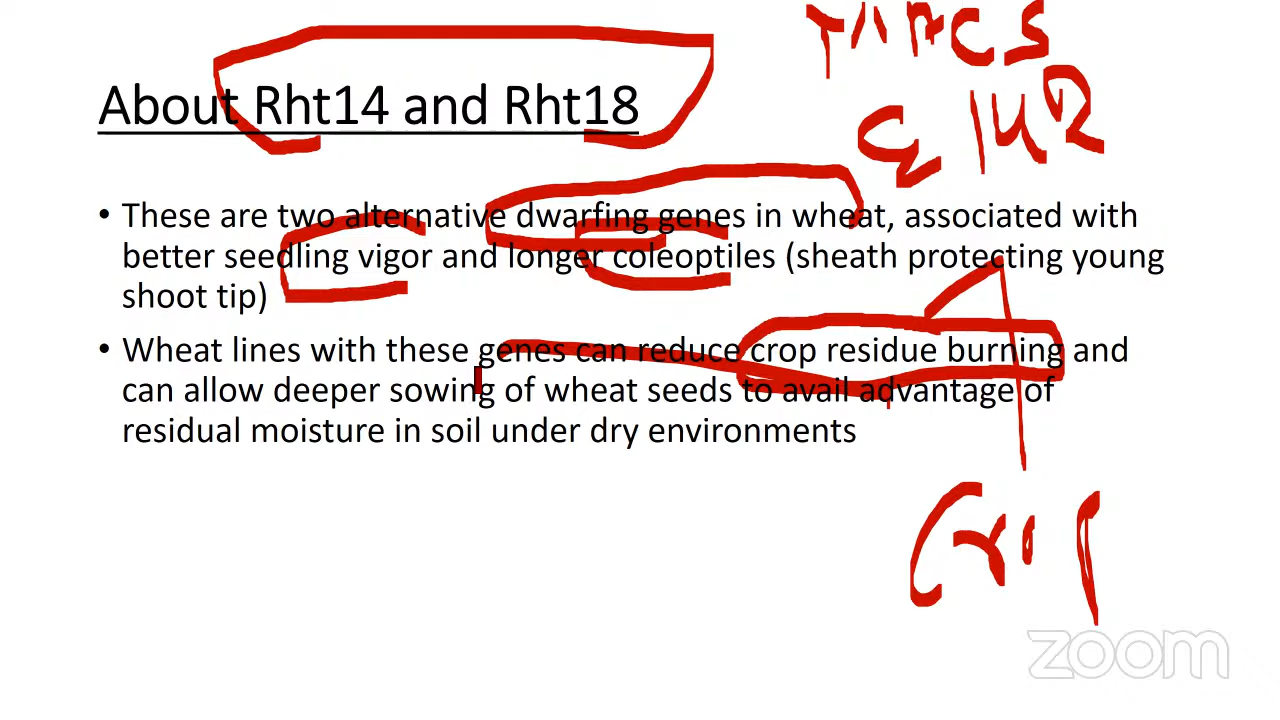 About Rht14 and Rht18
• These are two alternative dwarfing genes in wheat, associated with
better seedling vigor and longer coleoptiles (sheath protecting young
shoot tip)
• Wheat lines with these genes can reduce crop residue burning and
can allow deeper sowing of wheat seeds to avail advantage of
residual moisture in soil under dry environments
Crop
zoom